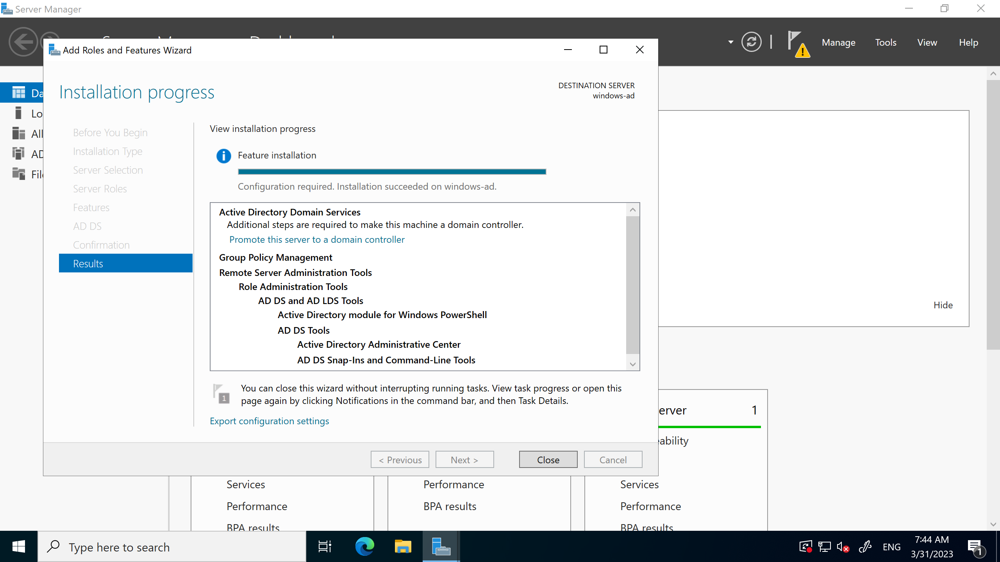 Server Manager
Manage
Tools
View
Help
Add Roles and Features Wizard
Installation progress
DESTINATION SERVER
windows-ad
Before You Begin
Installation Type
Server Selection
Server Roles
Features
AD DS
Confirmation
Results
View installation progress
Feature installation
Configuration required. Installation succeeded on windows-ad.
Active Directory Domain Services
Additional steps are required to make this machine a domain controller.
Promote this server to a domain controller
Group Policy Management
Remote Server Administration Tools
Role Administration Tools
AD DS and AD LDS Tools
Active Directory module for Windows PowerShell
AD DS Tools
Active Directory Administrative Center
AD DS Snap-Ins and Command-Line Tools
1
You can close this wizard without interrupting running tasks. View task progress or open this
page again by clicking Notifications in the command bar, and then Task Details.
Export configuration settings
< Previous
Next >
Close
Cancel
Da
Lo
All
AD
File
Hide
erver 1
eability
Services
Performance
BPA results
Performance
BPA results
Services
Performance
BPA results
Type here to search
ENG
7:44 AM
3/31/2023
1